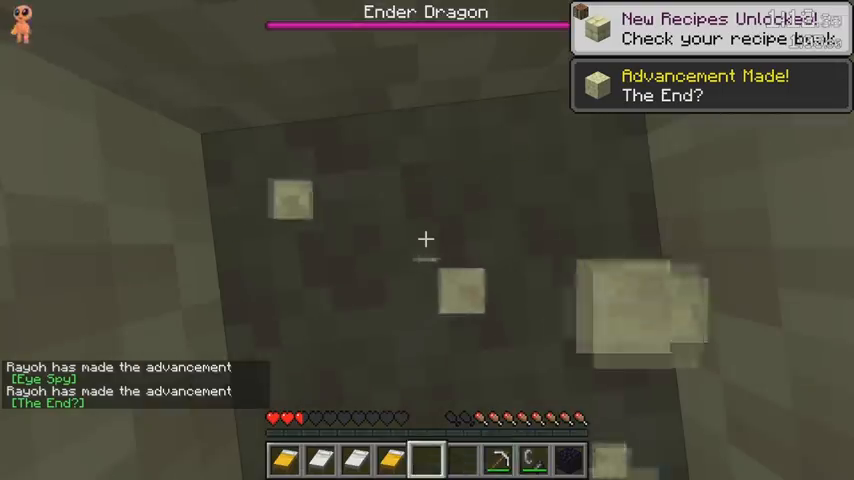 Ender Dragon
New Recipes Unlocked!
Check your recipe book
Advancement Made!
The End?
Rayoh has made the advancement
[Eye Spy]
Rayoh has made the advancement
[The End?]